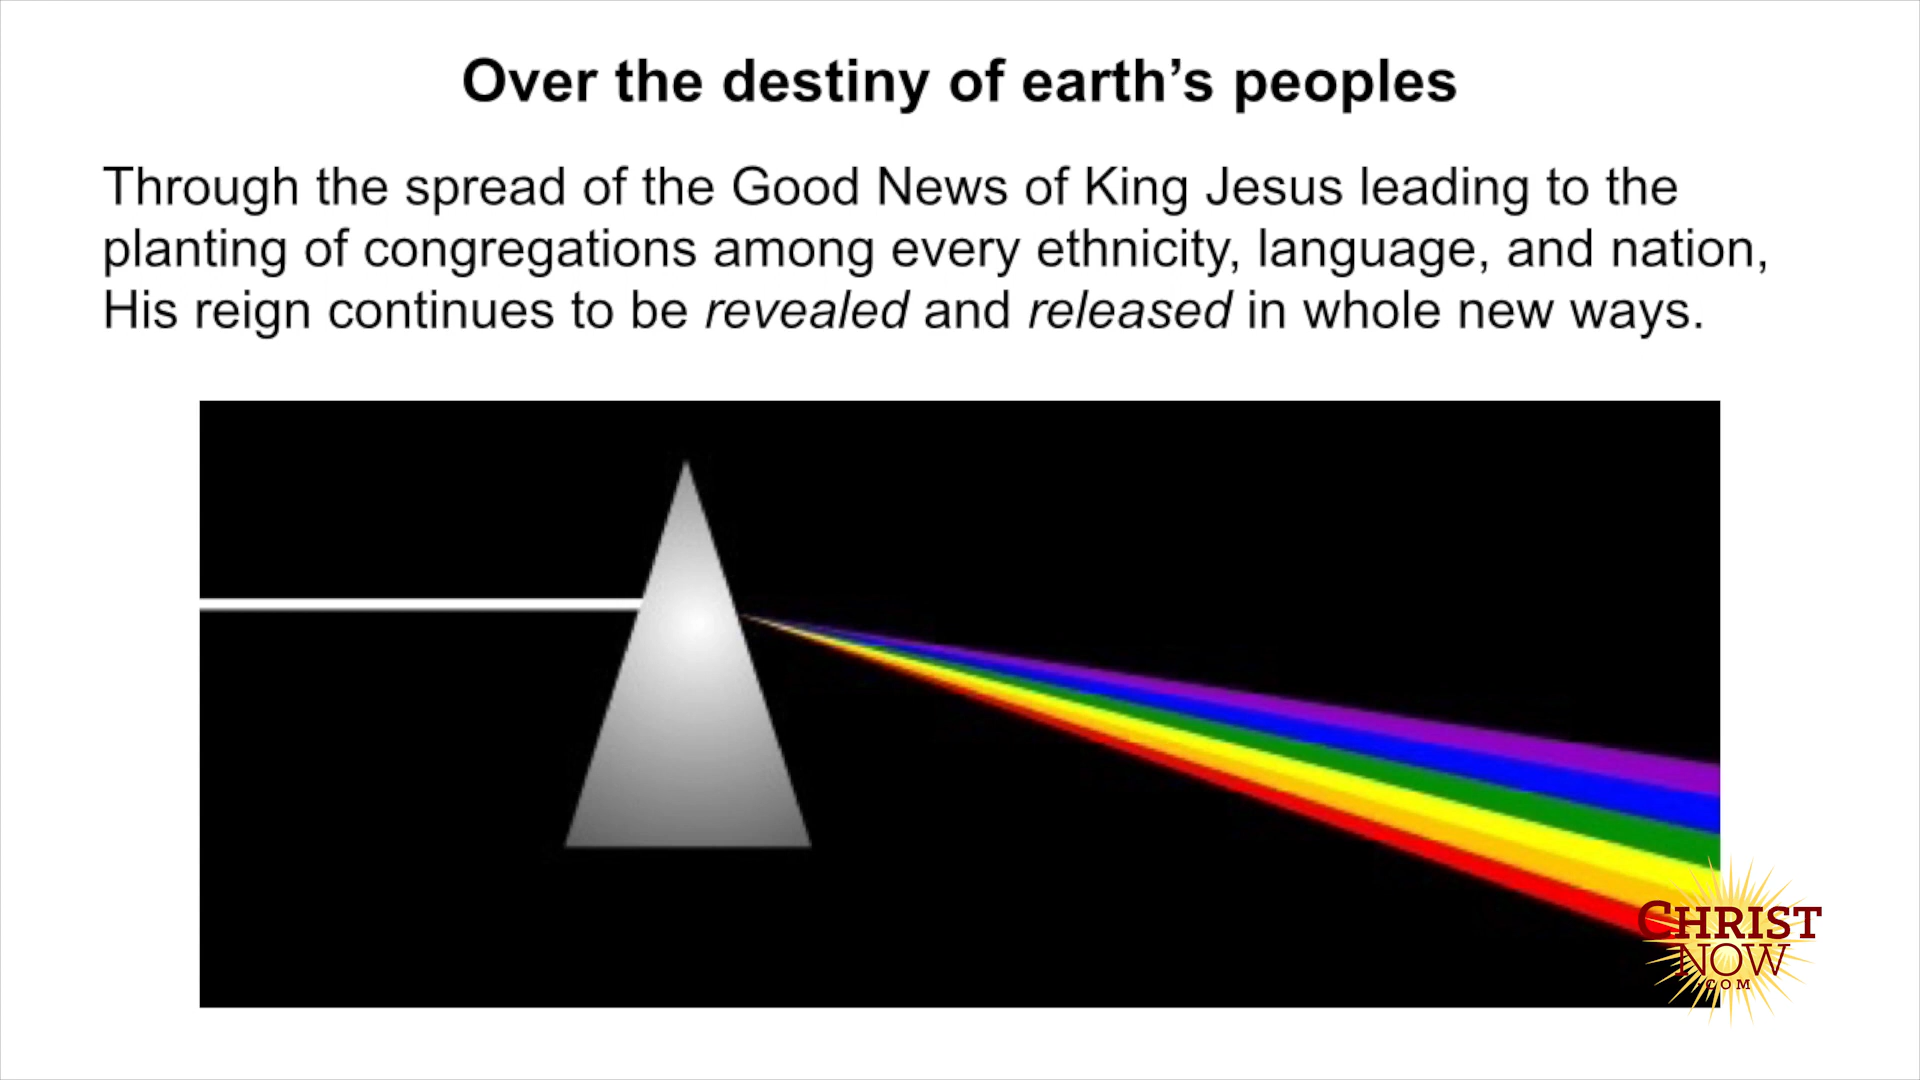 Over the destiny of earth’s peoples
Through the spread of the Good News of King Jesus leading to the
planting of congregations among every ethnicity, language, and nation,
His reign continues to be revealed and released in whole new ways.
CHRIST
NOW
.COM